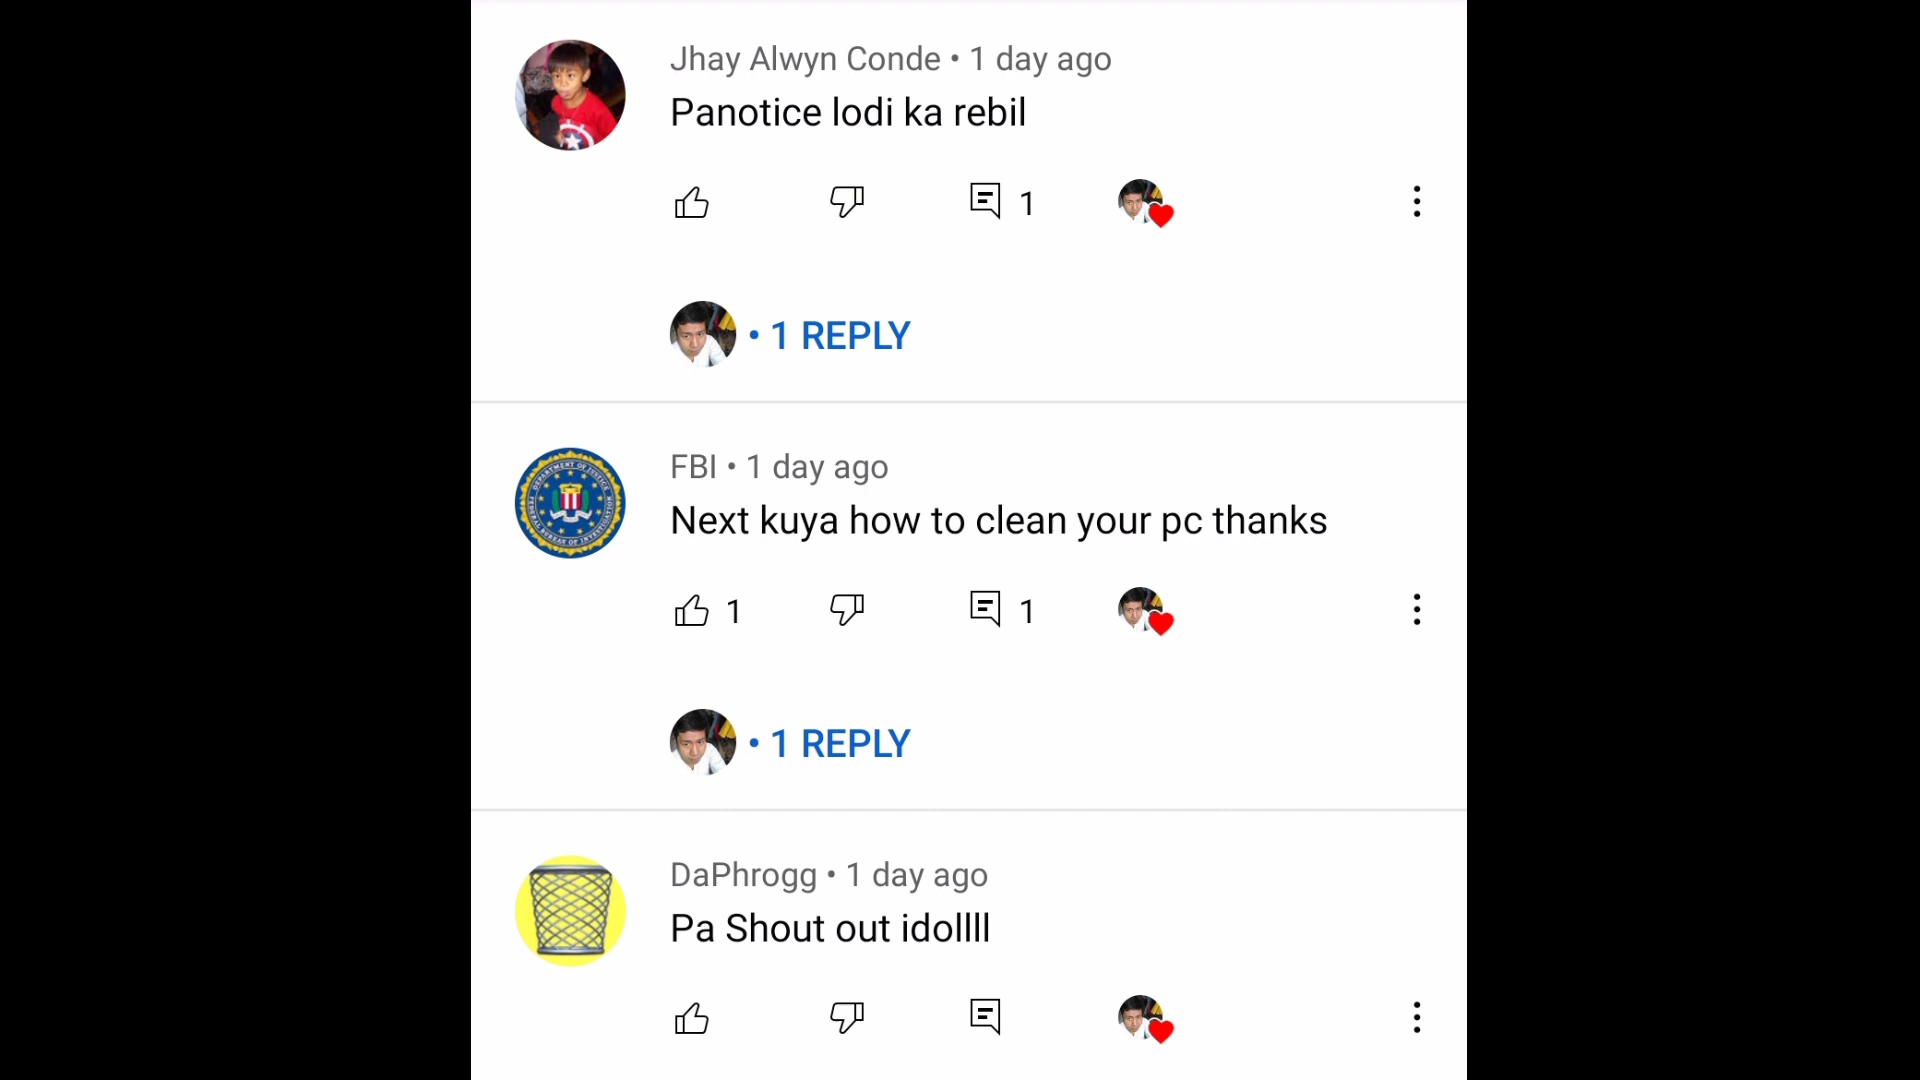 Jhay Alwyn Conde • 1 day ago
Panotice lodi ka rebil
1
• 1 REPLY
FBI • 1 day ago
Next kuya how to clean your pc thanks
1 1
• 1 REPLY
DaPhrogg • 1 day ago
Pa Shout out idollll